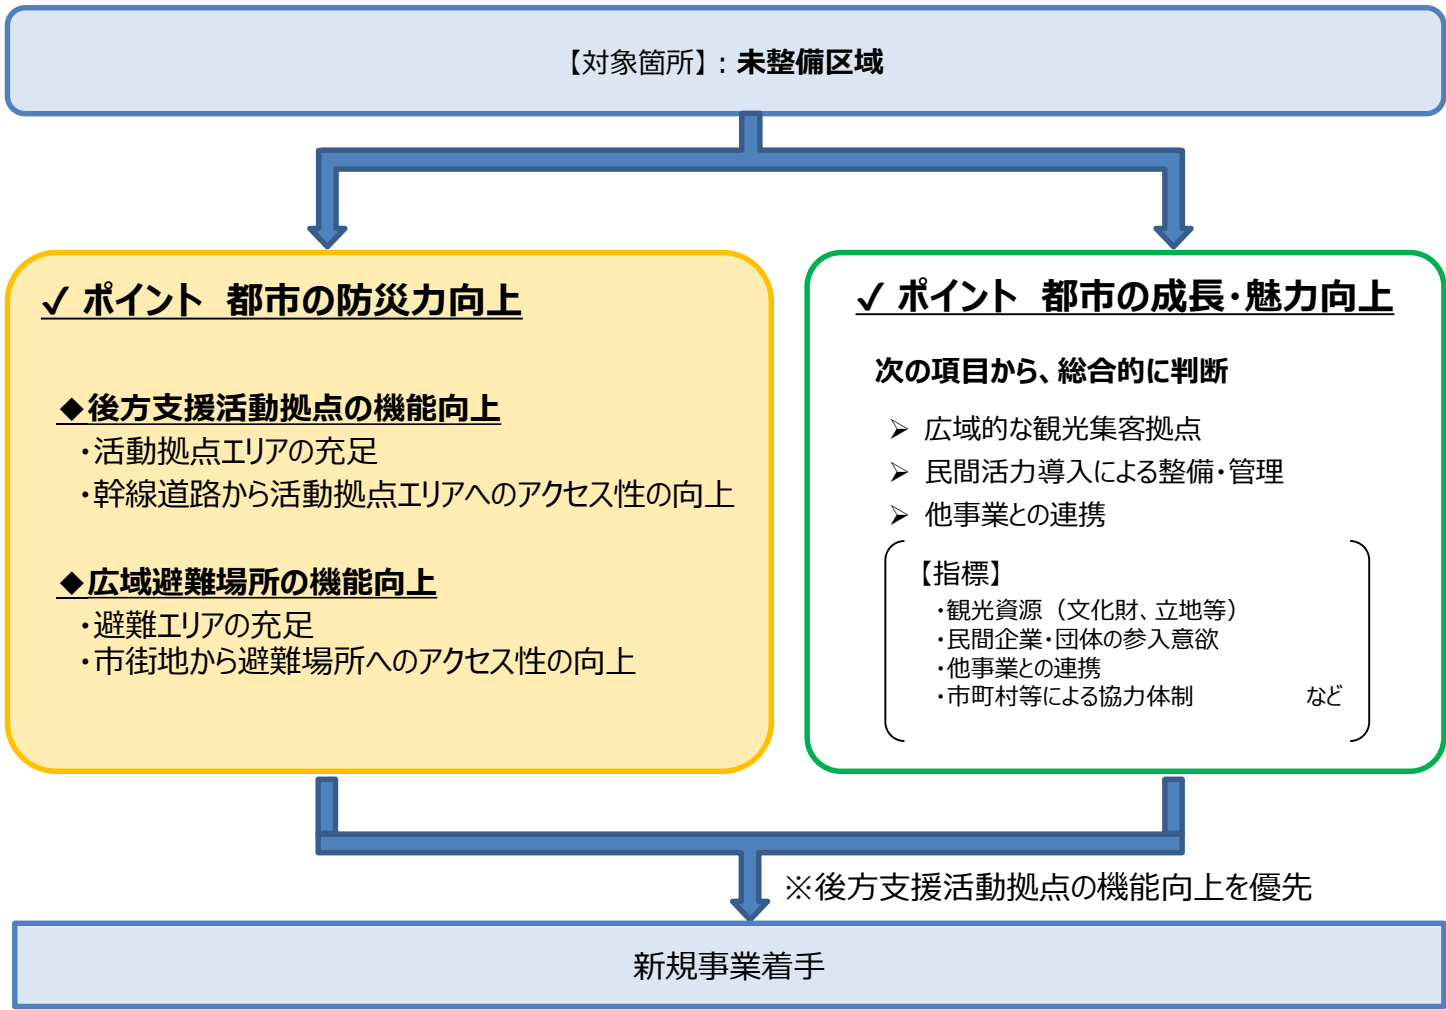 【対象箇所】:未整備区域
✓ ポイント 都市の防災力向上
◆後方支援活動拠点の機能向上
・活動拠点エリアの充足
・幹線道路から活動拠点エリアへのアクセス性の向上
◆広域避難場所の機能向上
・避難エリアの充足
・市街地から避難場所へのアクセス性の向上
✓ ポイント 都市の成長・魅力向上
次の項目から、総合的に判断
➢ 広域的な観光集客拠点
➢ 民間活力導入による整備・管理
➢ 他事業との連携
【指標】
・観光資源（文化財、立地等）
・民間企業・団体の参入意欲
・他事業との連携
・市町村等による協力体制 など
※後方支援活動拠点の機能向上を優先
新規事業着手